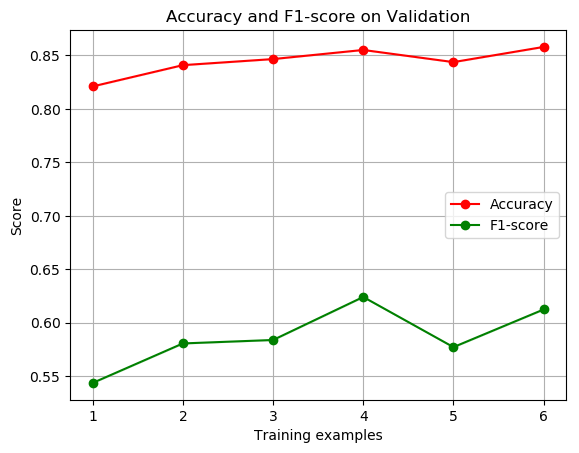 Accuracy and F1-score on Validation
0.85
0.80
0.75
0.70
0.65
0.60
0.55
Score
Accuracy
F1-score
1 2 3 4 5 6
Training examples